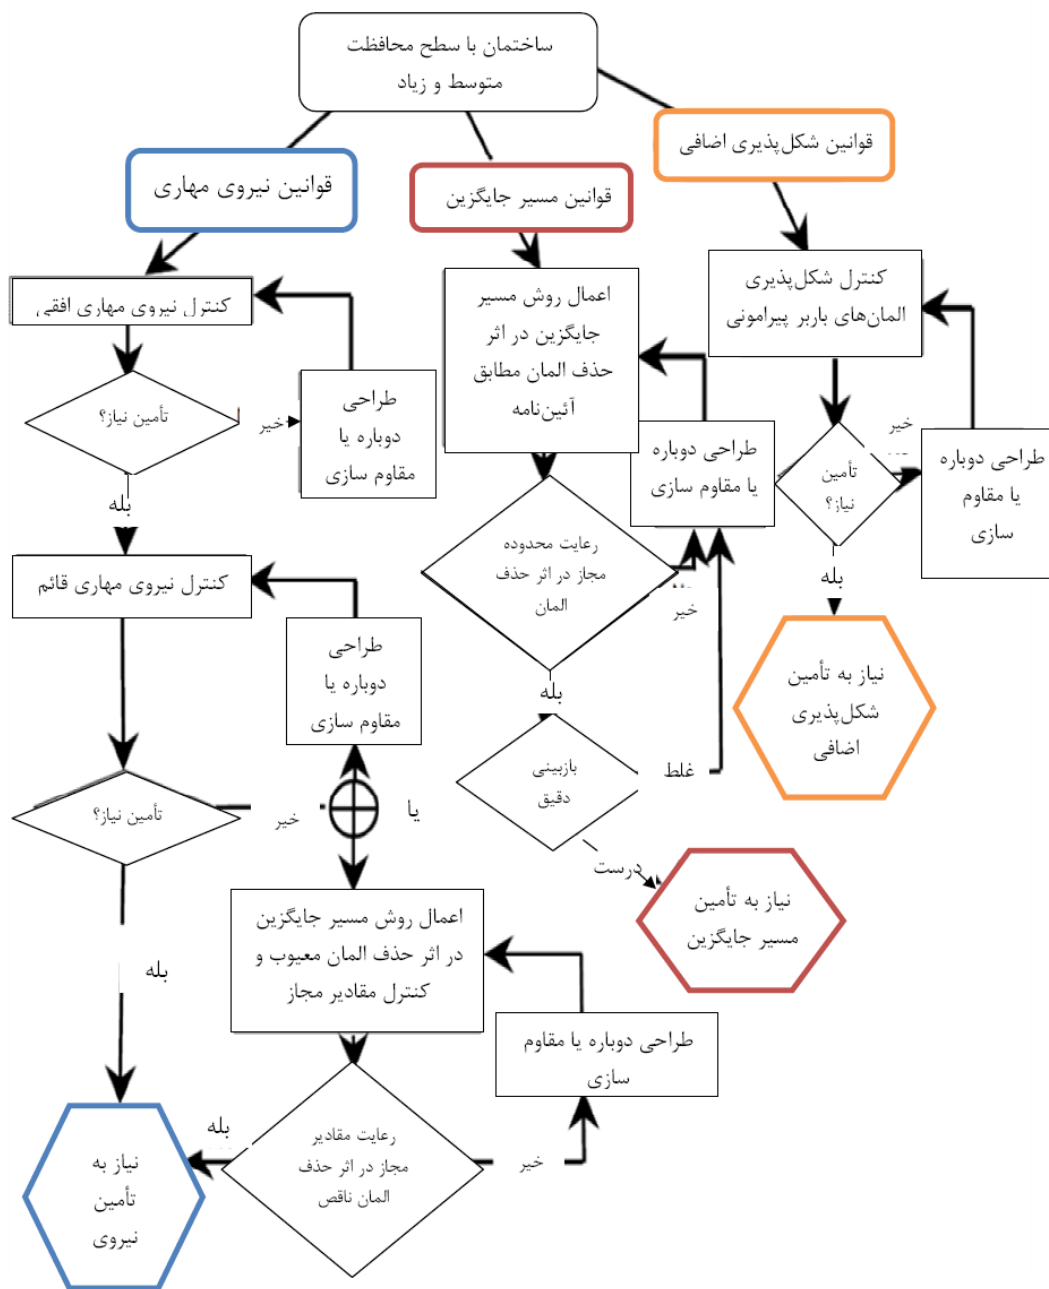 ساختمان با سطح محافظت
متوسط و زیاد
قوانین شکل‌پذیری اضافی
قوانین مسیر جایگزین
قوانین نیروی مهاری
کنترل شکل‌پذیری
المان‌های باربر پیرامونی
خیر
تأمین
نیاز؟
طراحی دوباره
یا مقاوم
سازی
بله
نیاز به تأمین
شکل‌پذیری
اضافی
اعمال روش مسیر
جایگزین در اثر
حذف المان مطابق
آئین‌نامه
طراحی دوباره
یا مقاوم سازی
رعایت محدوده
مجاز در اثر حذف
المان
خیر
بله
بازبینی
دقیق
غلط
درست
نیاز به تأمین
مسیر جایگزین
کنترل نیروی مهاری افقی
تأمین نیاز؟
خیر
طراحی
دوباره یا
مقاوم سازی
بله
کنترل نیروی مهاری قائم
طراحی
دوباره یا
مقاوم سازی
تأمین نیاز؟
خیر
یا
بله
اعمال روش مسیر جایگزین
در اثر حذف المان معیوب و
کنترل مقادیر مجاز
طراحی دوباره یا مقاوم
سازی
رعایت مقادیر
مجاز در اثر حذف
المان ناقص
خیر
بله
نیاز به
تأمین
نیروی